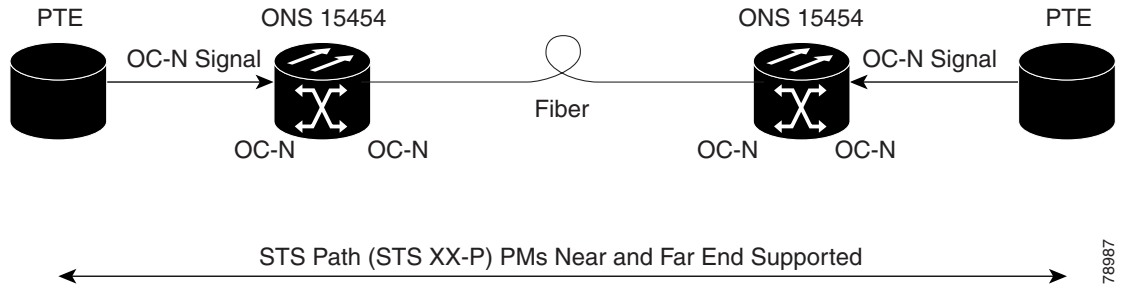 PTE
ONS 15454
ONS 15454
PTE
OC-N Signal
OC-N Signal
Fiber
OC-N
OC-N
OC-N
OC-N
STS Path (STS XX-P) PMs Near and Far End Supported
78987